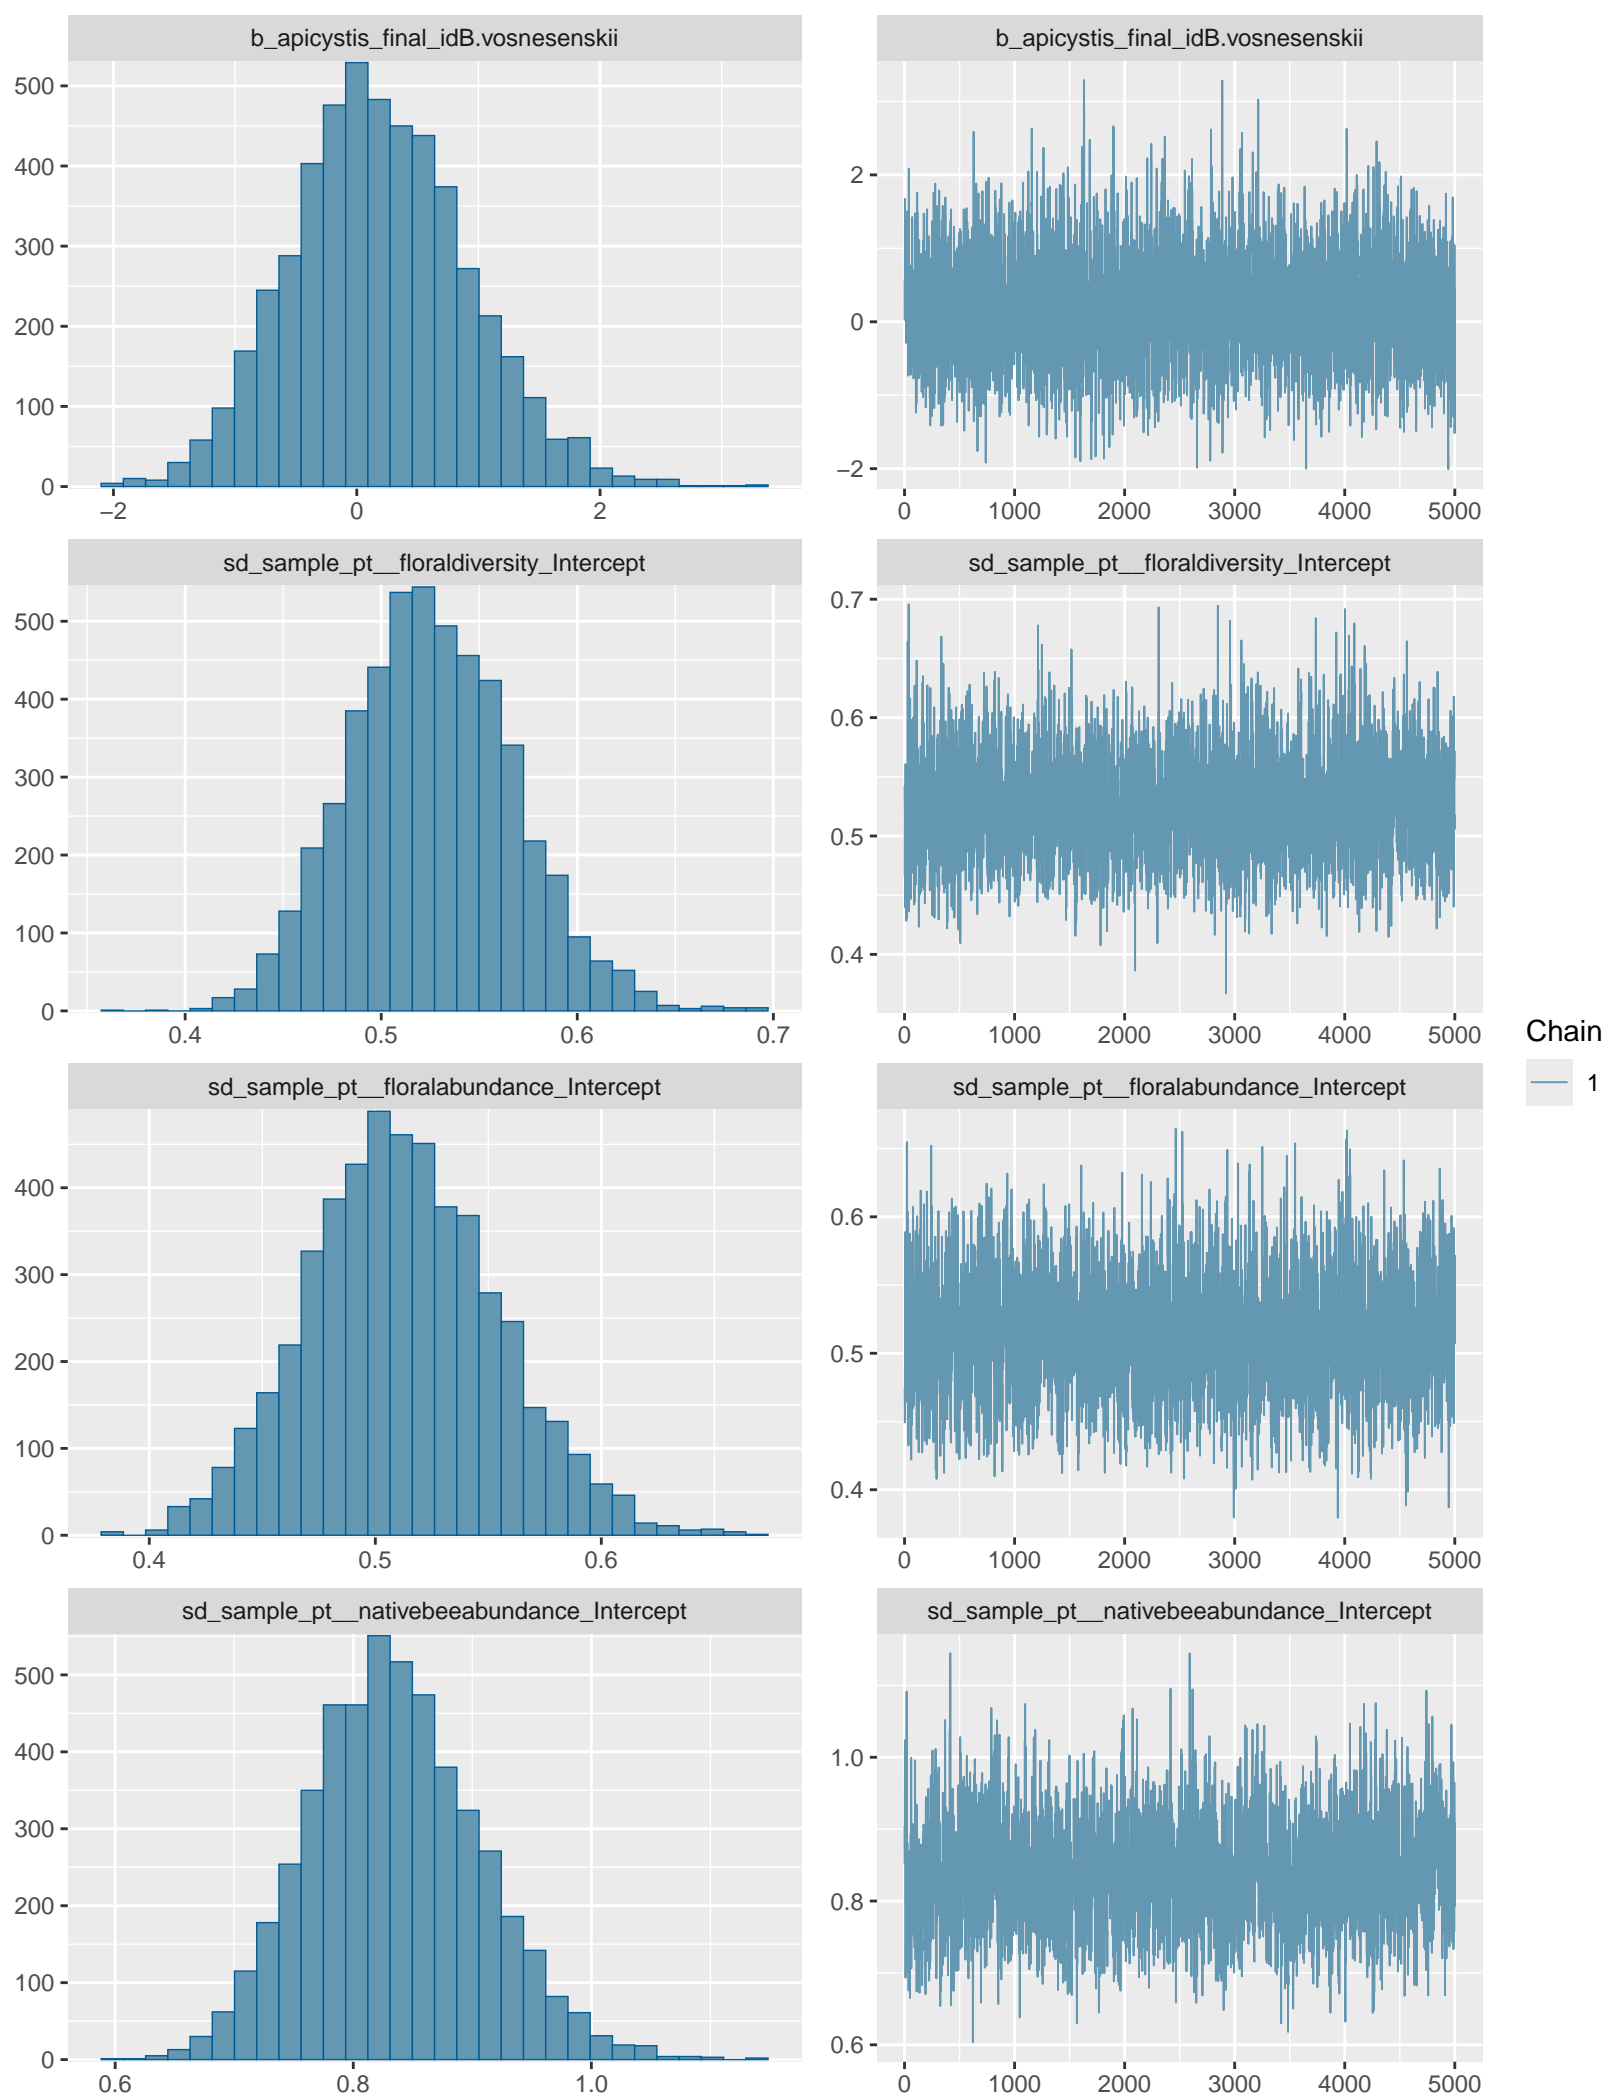 b_apicystis_final_idB.vosnesenskii
500
400
300
200
100
0
−2 0 2
b_apicystis_final_idB.vosnesenskii
2
0
−2
0 1000 2000 3000 4000 5000
sd_sample_pt__floraldiversity_Intercept
500
400
300
200
100
0
0.4 0.5 0.6 0.7
sd_sample_pt__floraldiversity_Intercept
0.7
0.6
0.5
0.4
0 1000 2000 3000 4000 5000
sd_sample_pt__floralabundance_Intercept
400
300
200
100
0
0.4 0.5 0.6
sd_sample_pt__floralabundance_Intercept
0.6
0.5
0.4
0 1000 2000 3000 4000 5000
sd_sample_pt__nativebeeabundance_Intercept
500
400
300
200
100
0
0.6 0.8 1.0
sd_sample_pt__nativebeeabundance_Intercept
1.0
0.8
0.6
0 1000 2000 3000 4000 5000
Chain
1